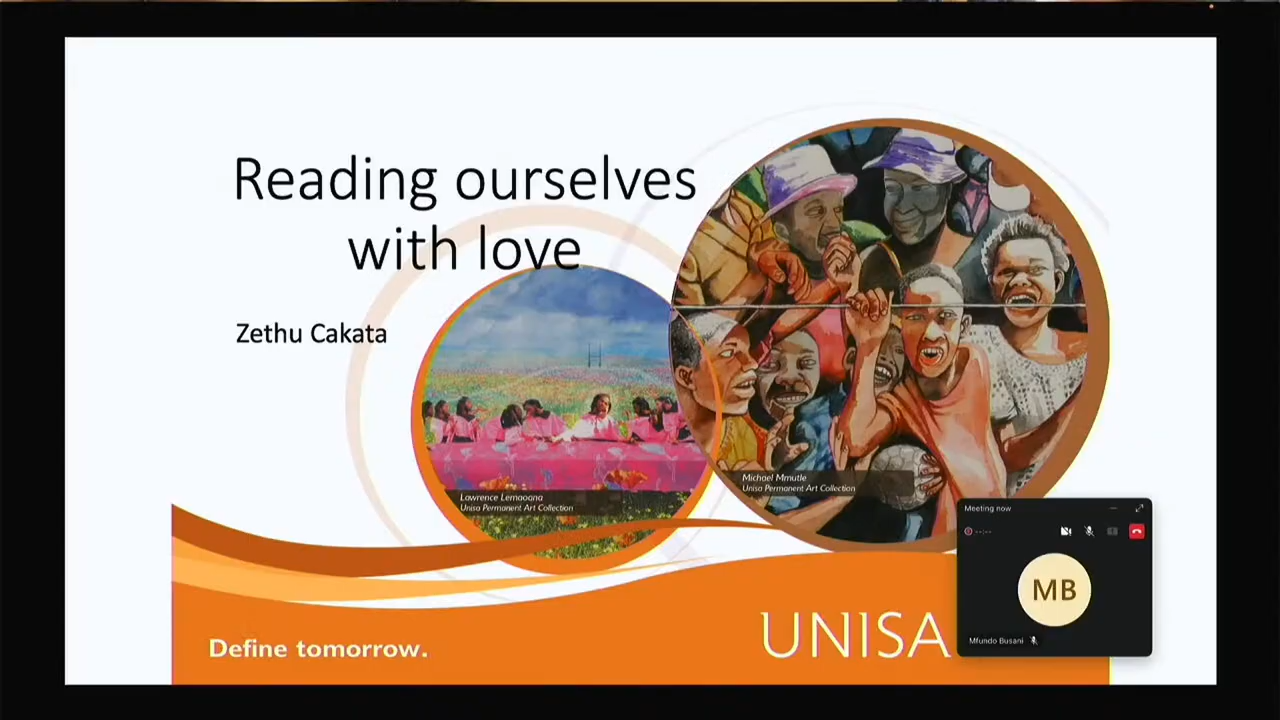 Reading ourselves
with love
Zethu Cakata
Lawrence Lemaoana
Unisa Permanent Art Collection
Michael Mmutle
Unisa Permanent Art Collection
Define tomorrow.
UNISA
Meeting now
--:--
MB
Mfundo Busani